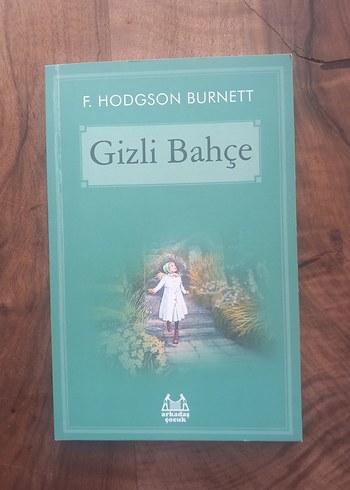 F. HODGSON BURNETT
Gizli Bahçe
arkadaş
çocuk